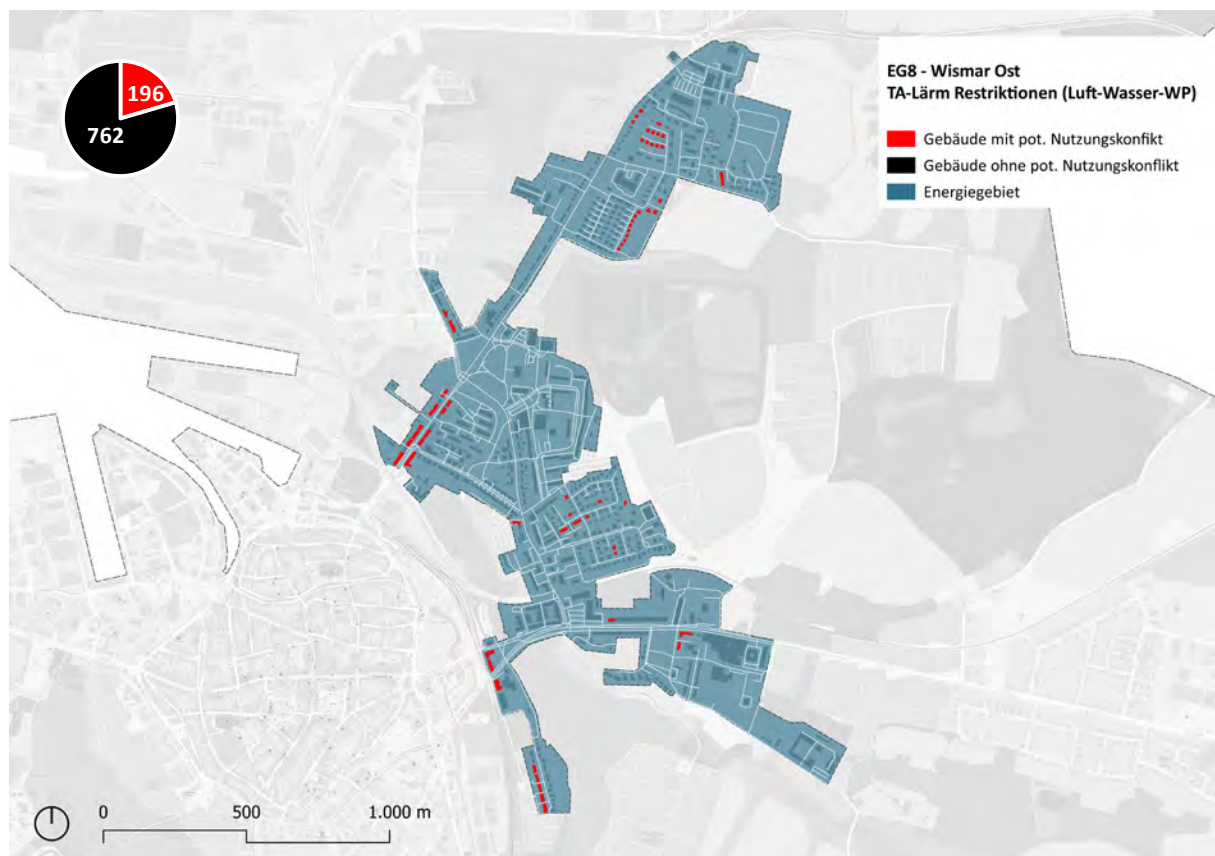 196
762
EG8 - Wismar Ost
TA-Lärm Restriktionen (Luft-Wasser-WP)
Gebäude mit pot. Nutzungskonfikt
Gebäude ohne pot. Nutzungskonflikt
Energiegebiet
0 500 1.000 m